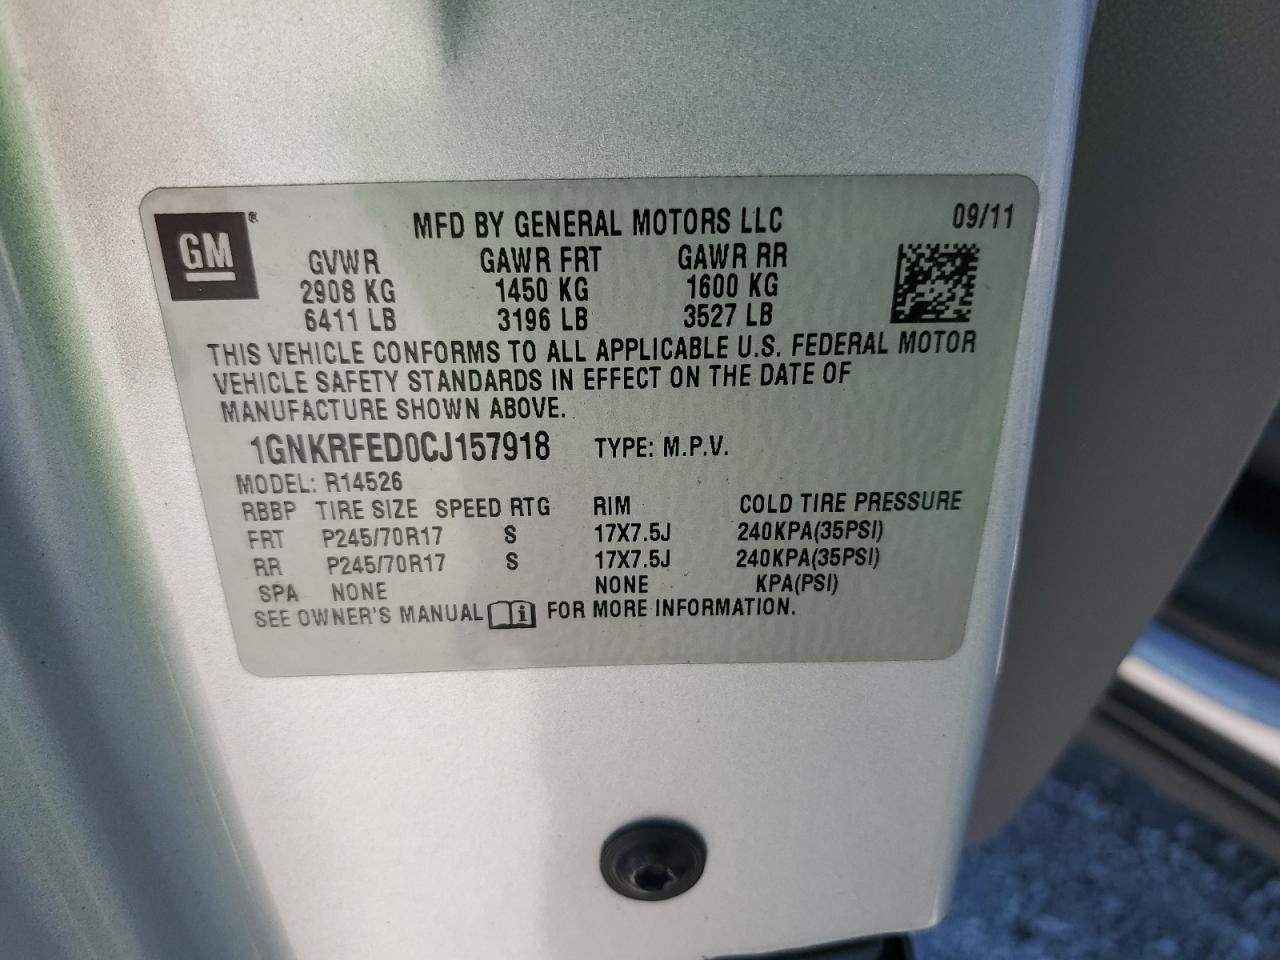 GM® MFD BY GENERAL MOTORS LLC 09/11
GVWR GAWR FRT GAWR RR
2908 KG 1450 KG 1600 KG
6411 LB 3196 LB 3527 LB
THIS VEHICLE CONFORMS TO ALL APPLICABLE U.S. FEDERAL MOTOR
VEHICLE SAFETY STANDARDS IN EFFECT ON THE DATE OF
MANUFACTURE SHOWN ABOVE.
1GNKRFED0CJ157918 TYPE: M.P.V.
MODEL: R14526
RBBP TIRE SIZE SPEED RTG RIM COLD TIRE PRESSURE
FRT P245/70R17 S 17X7.5J 240KPA(35PSI)
RR P245/70R17 S 17X7.5J 240KPA(35PSI)
SPA NONE NONE KPA(PSI)
SEE OWNER'S MANUAL i FOR MORE INFORMATION.